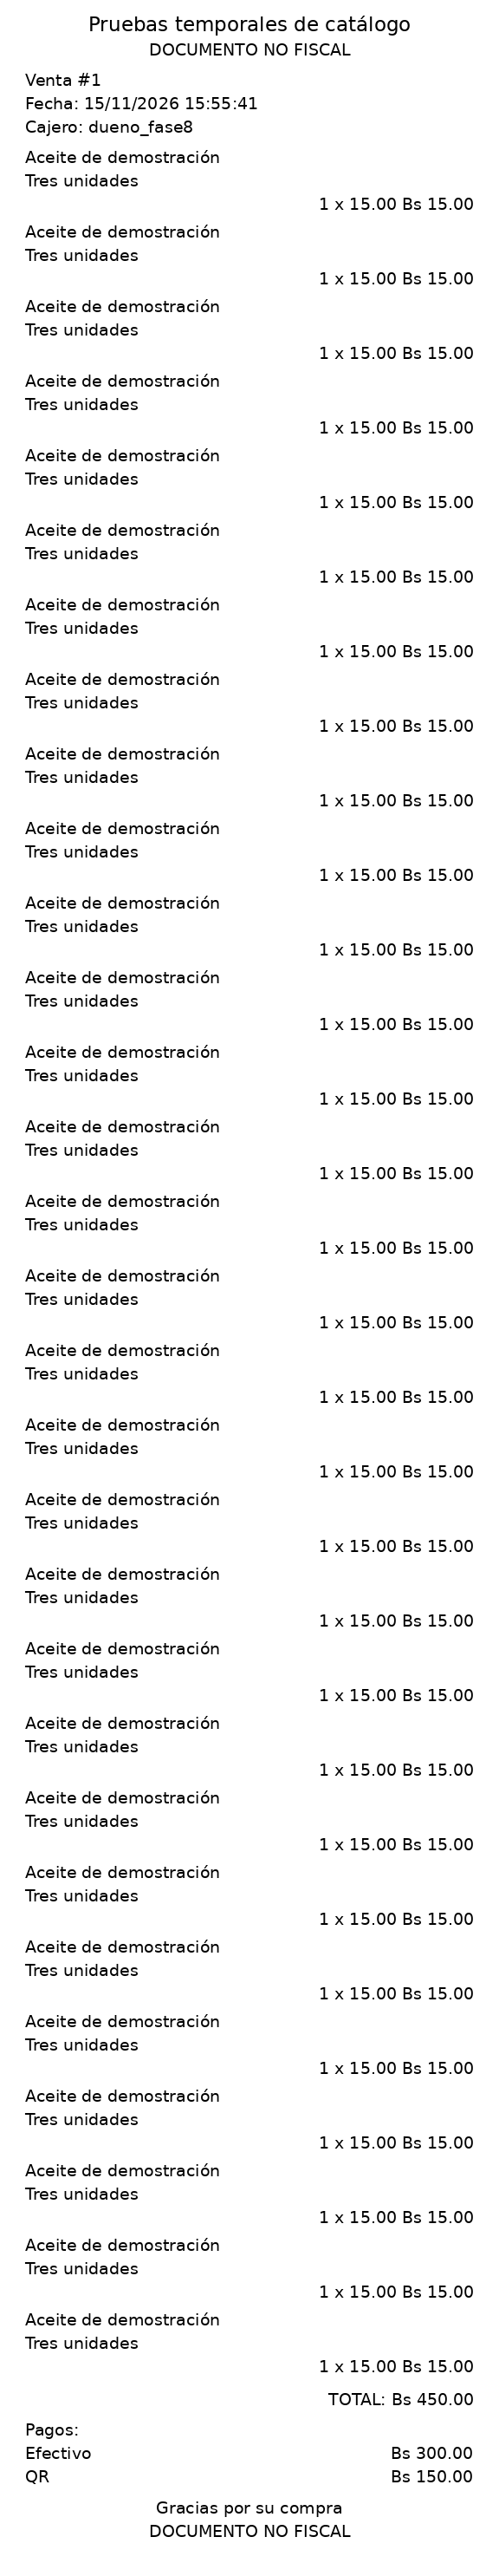 Pruebas temporales de catálogo
DOCUMENTO NO FISCAL
Venta #1
Fecha: 15/11/2026 15:55:41
Cajero: dueno_fase8
Aceite de demostración
Tres unidades
1 x 15.00 Bs 15.00
Aceite de demostración
Tres unidades
1 x 15.00 Bs 15.00
Aceite de demostración
Tres unidades
1 x 15.00 Bs 15.00
Aceite de demostración
Tres unidades
1 x 15.00 Bs 15.00
Aceite de demostración
Tres unidades
1 x 15.00 Bs 15.00
Aceite de demostración
Tres unidades
1 x 15.00 Bs 15.00
Aceite de demostración
Tres unidades
1 x 15.00 Bs 15.00
Aceite de demostración
Tres unidades
1 x 15.00 Bs 15.00
Aceite de demostración
Tres unidades
1 x 15.00 Bs 15.00
Aceite de demostración
Tres unidades
1 x 15.00 Bs 15.00
Aceite de demostración
Tres unidades
1 x 15.00 Bs 15.00
Aceite de demostración
Tres unidades
1 x 15.00 Bs 15.00
Aceite de demostración
Tres unidades
1 x 15.00 Bs 15.00
Aceite de demostración
Tres unidades
1 x 15.00 Bs 15.00
Aceite de demostración
Tres unidades
1 x 15.00 Bs 15.00
Aceite de demostración
Tres unidades
1 x 15.00 Bs 15.00
Aceite de demostración
Tres unidades
1 x 15.00 Bs 15.00
Aceite de demostración
Tres unidades
1 x 15.00 Bs 15.00
Aceite de demostración
Tres unidades
1 x 15.00 Bs 15.00
Aceite de demostración
Tres unidades
1 x 15.00 Bs 15.00
Aceite de demostración
Tres unidades
1 x 15.00 Bs 15.00
Aceite de demostración
Tres unidades
1 x 15.00 Bs 15.00
Aceite de demostración
Tres unidades
1 x 15.00 Bs 15.00
Aceite de demostración
Tres unidades
1 x 15.00 Bs 15.00
Aceite de demostración
Tres unidades
1 x 15.00 Bs 15.00
Aceite de demostración
Tres unidades
1 x 15.00 Bs 15.00
Aceite de demostración
Tres unidades
1 x 15.00 Bs 15.00
Aceite de demostración
Tres unidades
1 x 15.00 Bs 15.00
Aceite de demostración
Tres unidades
1 x 15.00 Bs 15.00
Aceite de demostración
Tres unidades
1 x 15.00 Bs 15.00
TOTAL: Bs 450.00
Pagos:
Efectivo Bs 300.00
QR Bs 150.00
Gracias por su compra
DOCUMENTO NO FISCAL